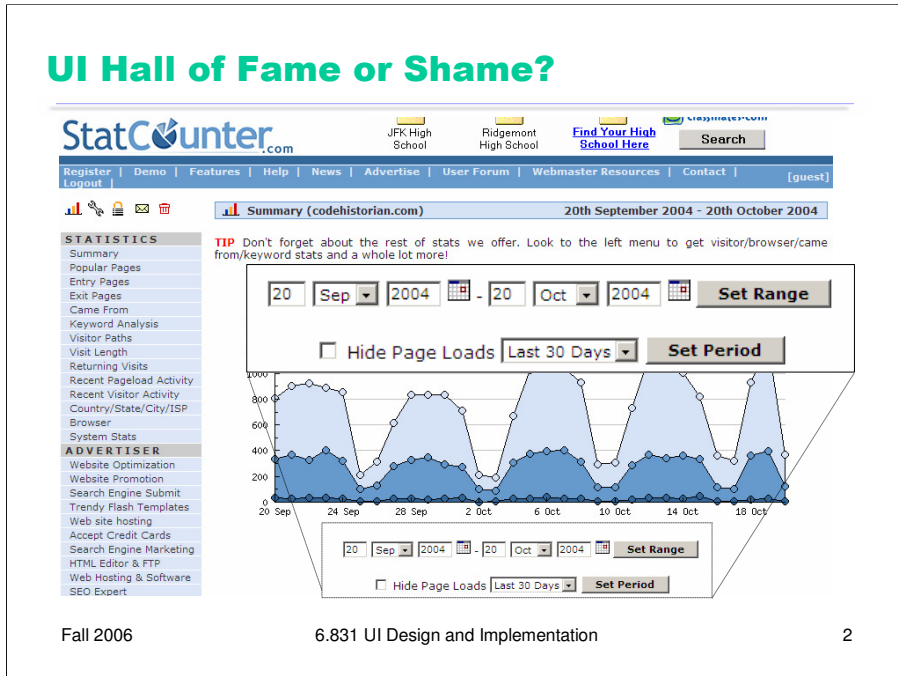 UI Hall of Fame or Shame?
StatCounter.com
JFK High School
Ridgemont High School
Find Your High School Here
classmates.com
Search
Register | Demo | Features | Help | News | Advertise | User Forum | Webmaster Resources | Contact |
Logout |
[guest]
Summary (codehistorian.com) 20th September 2004 - 20th October 2004
TIP Don't forget about the rest of stats we offer. Look to the left menu to get visitor/browser/came
from/keyword stats and a whole lot more!
STATISTICS
Summary
Popular Pages
Entry Pages
Exit Pages
Came From
Keyword Analysis
Visitor Paths
Visit Length
Returning Visits
Recent Pageload Activity
Recent Visitor Activity
Country/State/City/ISP
Browser
System Stats
ADVERTISER
Website Optimization
Website Promotion
Search Engine Submit
Trendy Flash Templates
Web site hosting
Accept Credit Cards
Search Engine Marketing
HTML Editor & FTP
Web Hosting & Software
SEO Expert
20 Sep 2004 - 20 Oct 2004 Set Range
Hide Page Loads Last 30 Days Set Period
1000
800
600
400
200
0
20 Sep 24 Sep 28 Sep 2 Oct 6 Oct 10 Oct 14 Oct 18 Oct
20 Sep 2004 - 20 Oct 2004 Set Range
Hide Page Loads Last 30 Days Set Period
Fall 2006 6.831 UI Design and Implementation 2